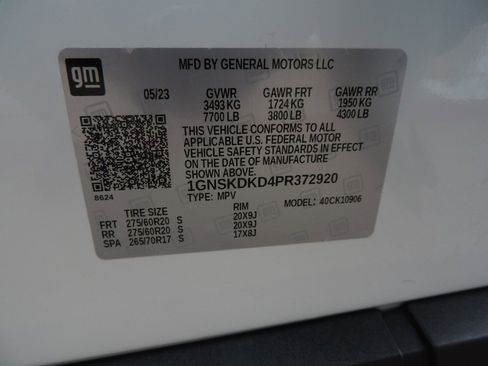 gm
MFD BY GENERAL MOTORS LLC
05/23 GVWR GAWR FRT GAWR RR
3493 KG 1724 KG 1950 KG
7700 LB 3800 LB 4300 LB
THIS VEHICLE CONFORMS TO ALL
APPLICABLE U.S. FEDERAL MOTOR
VEHICLE SAFETY STANDARDS IN EFFECT
ON THE DATE OF MANUFACTURE
SHOWN ABOVE.
1GNSKDKD4PR372920
8624 TYPE: MPV MODEL: 40CK10906
TIRE SIZE RIM
FRT 275/60R20 S 20X9J
RR 275/60R20 S 20X9J
SPA 265/70R17 S 17X8J